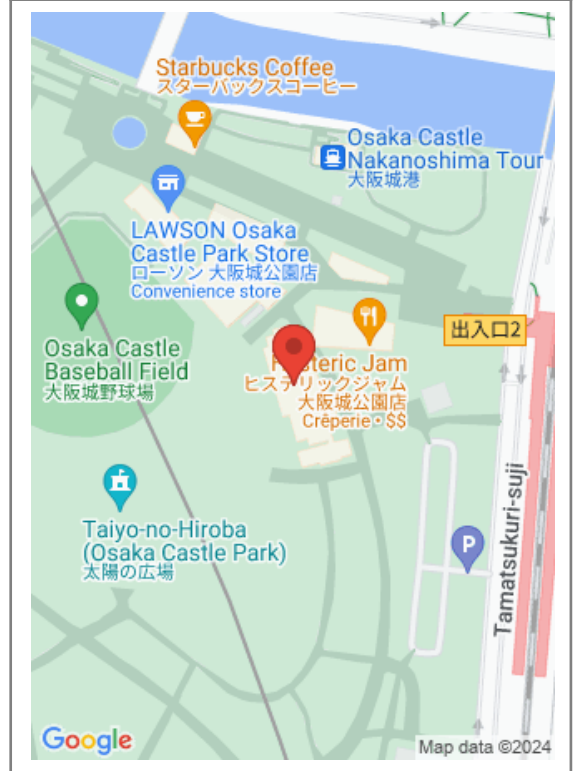 Starbucks Coffee
スターバックスコーヒー
Osaka Castle
Nakanoshima Tour
大阪城港
LAWSON Osaka
Castle Park Store
ローソン 大阪城公園店
Convenience store
出入口2
Osaka Castle
Baseball Field
大阪城野球場
Jam
ヒステリックジャム
大阪城公園店
Crêperie • $$
Taiyo-no-Hiroba
(Osaka Castle Park)
太陽の広場
P
Tamatsukuri-suji
Google
Map data ©2024